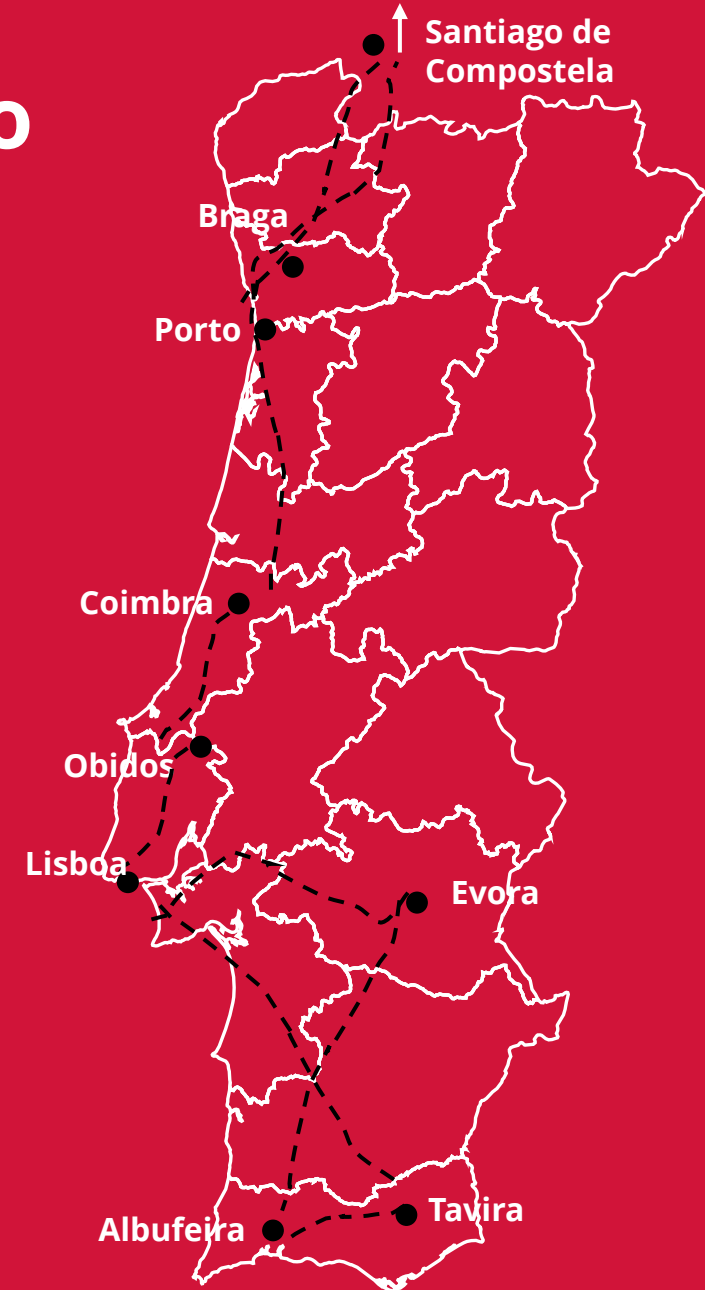 Santiago de
Compostela
o
Braga
Porto
Coimbra
Obidos
Lisboa
Evora
Tavira
Albufeira